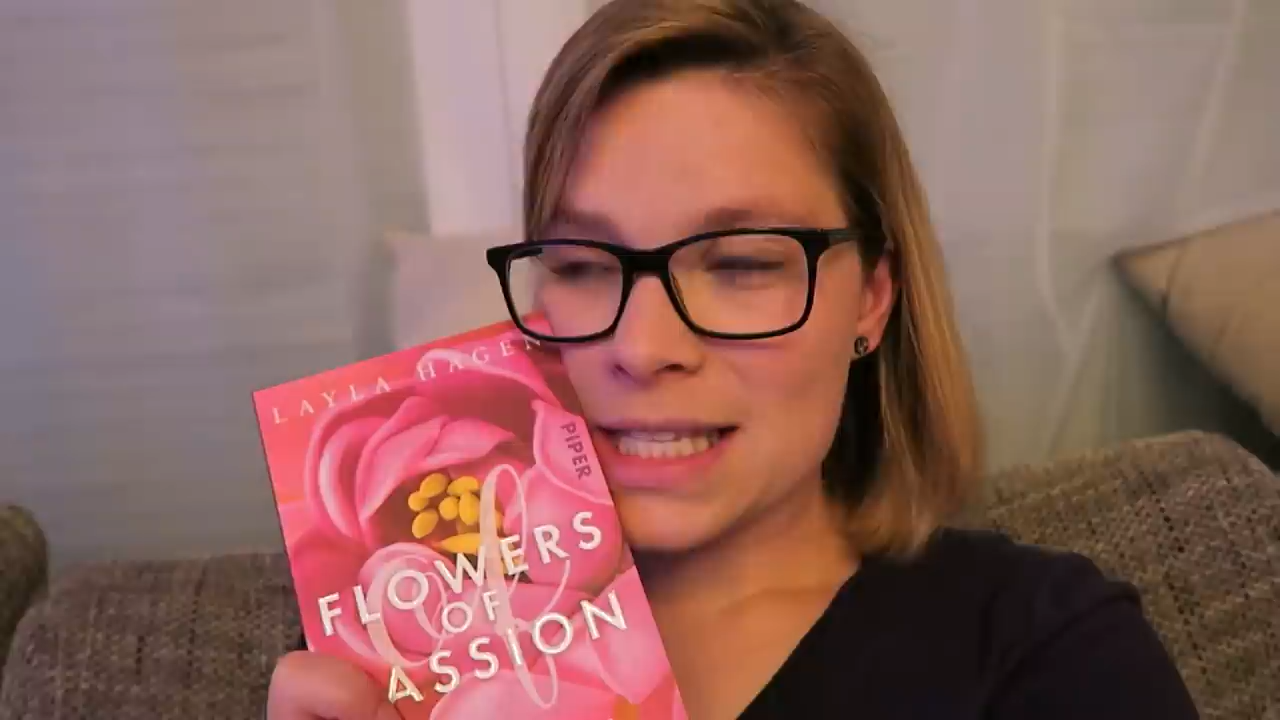 LAYLA HAGEN
PIPER
FLOWERS
OF
ASSION